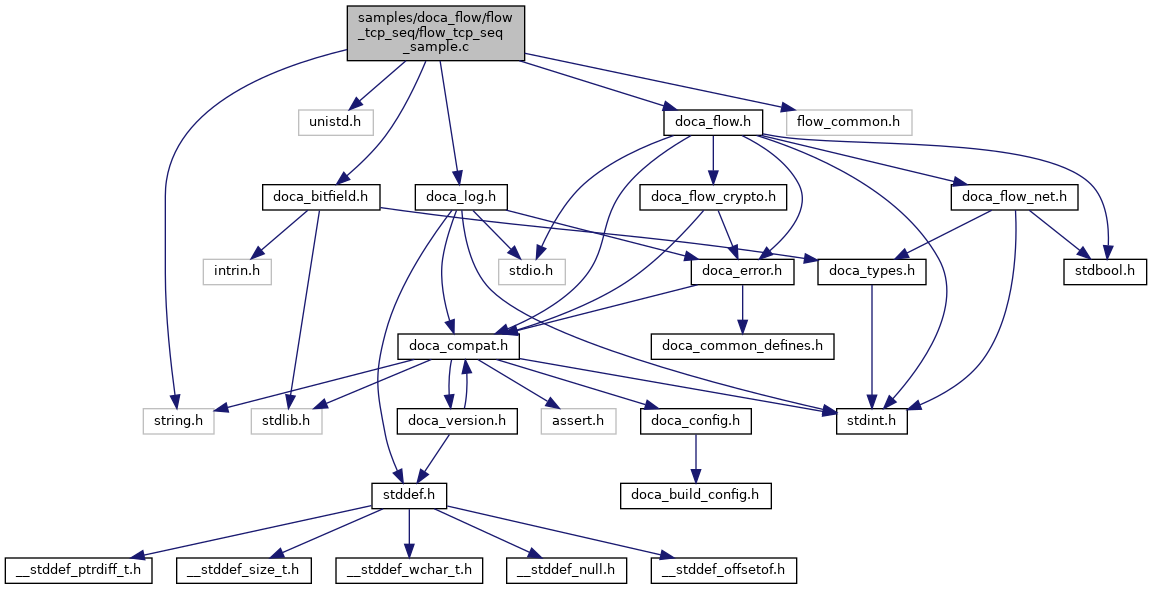 samples/doca_flow/flow
_tcp_seq/flow_tcp_seq
_sample.c
unistd.h
doca_flow.h
flow_common.h
doca_bitfield.h
doca_log.h
doca_flow_crypto.h
doca_flow_net.h
intrin.h
stdio.h
doca_error.h
doca_types.h
stdbool.h
doca_compat.h
doca_common_defines.h
string.h
stdlib.h
doca_version.h
assert.h
doca_config.h
stdint.h
stddef.h
doca_build_config.h
__stddef_ptrdiff_t.h
__stddef_size_t.h
__stddef_wchar_t.h
__stddef_null.h
__stddef_offsetof.h